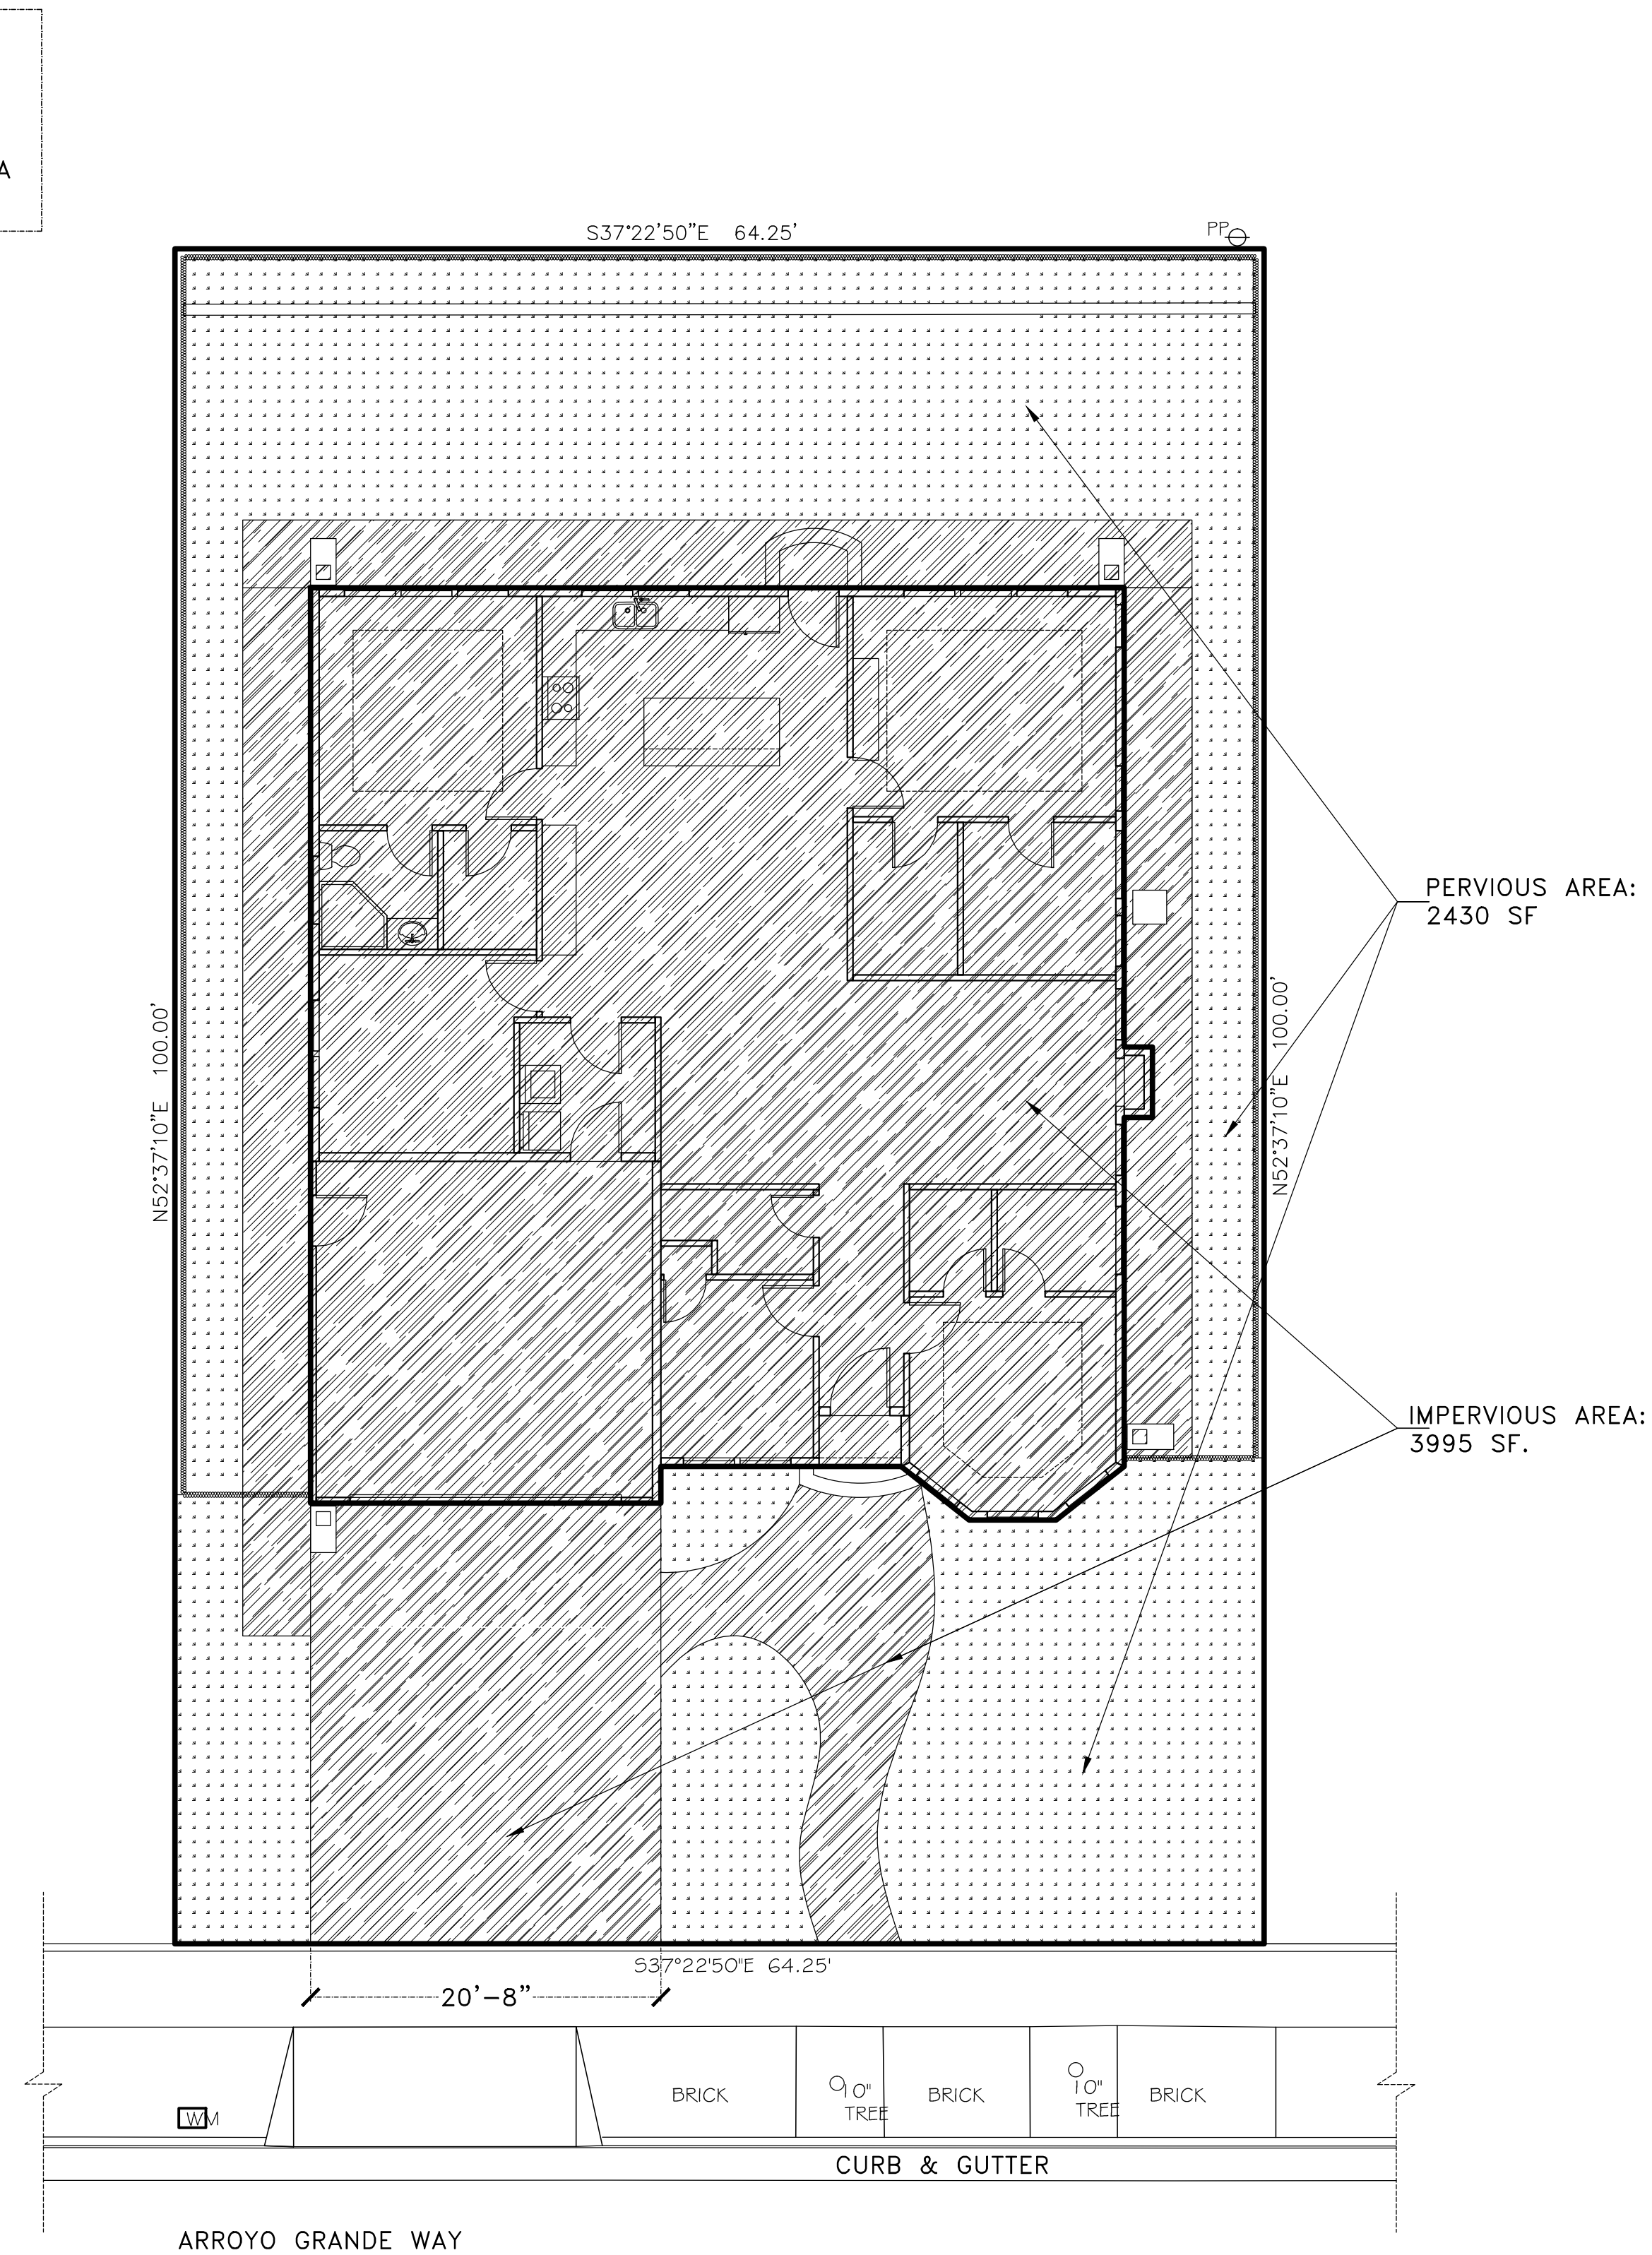 A
S37°22'50"E 64.25'
PP
PERVIOUS AREA:
2430 SF
N52°37'10"E 100.00'
N52°37'10"E 100.00'
IMPERVIOUS AREA:
3995 SF.
S37°22'50"E 64.25'
20'-8"
BRICK
10"
TREE
BRICK
10"
TREE
BRICK
WM
CURB & GUTTER
ARROYO GRANDE WAY